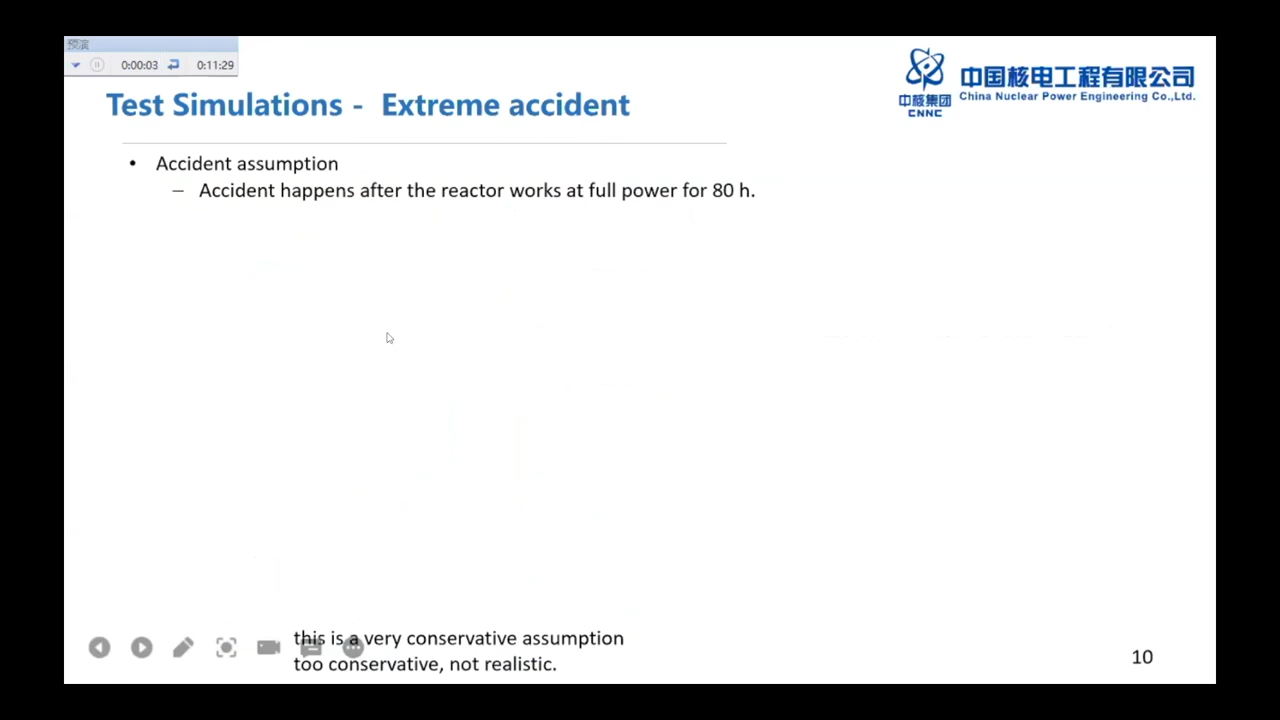 预演
0:00:03 0:11:29
中核集团
CNNC
中国核电工程有限公司
China Nuclear Power Engineering Co.,Ltd.
Test Simulations - Extreme accident
• Accident assumption
– Accident happens after the reactor works at full power for 80 h.
this is a very conservative assumption
too conservative, not realistic.
10